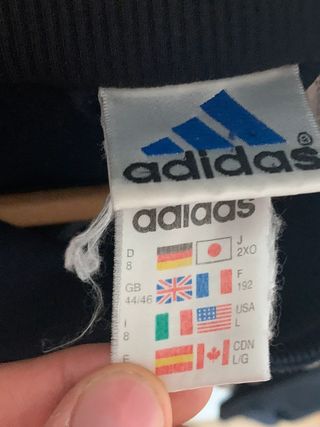 adidas®
adidas
D J
8 2XO
GB F
44/46 192
I USA
8 L
E CDN
L/G